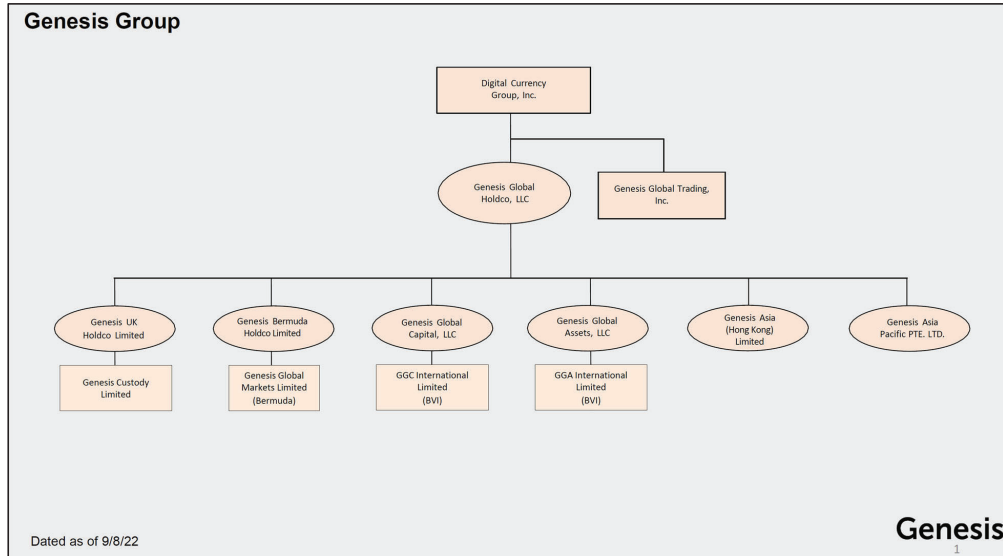 Genesis Group
Digital Currency
Group, Inc.
Genesis Global
Holdco, LLC
Genesis Global Trading,
Inc.
Genesis UK
Holdco Limited
Genesis Bermuda
Holdco Limited
Genesis Global
Capital, LLC
Genesis Global
Assets, LLC
Genesis Asia
(Hong Kong)
Limited
Genesis Asia
Pacific PTE. LTD.
Genesis Custody
Limited
Genesis Global
Markets Limited
(Bermuda)
GGC International
Limited
(BVI)
GGA International
Limited
(BVI)
Dated as of 9/8/22
Genesis
1